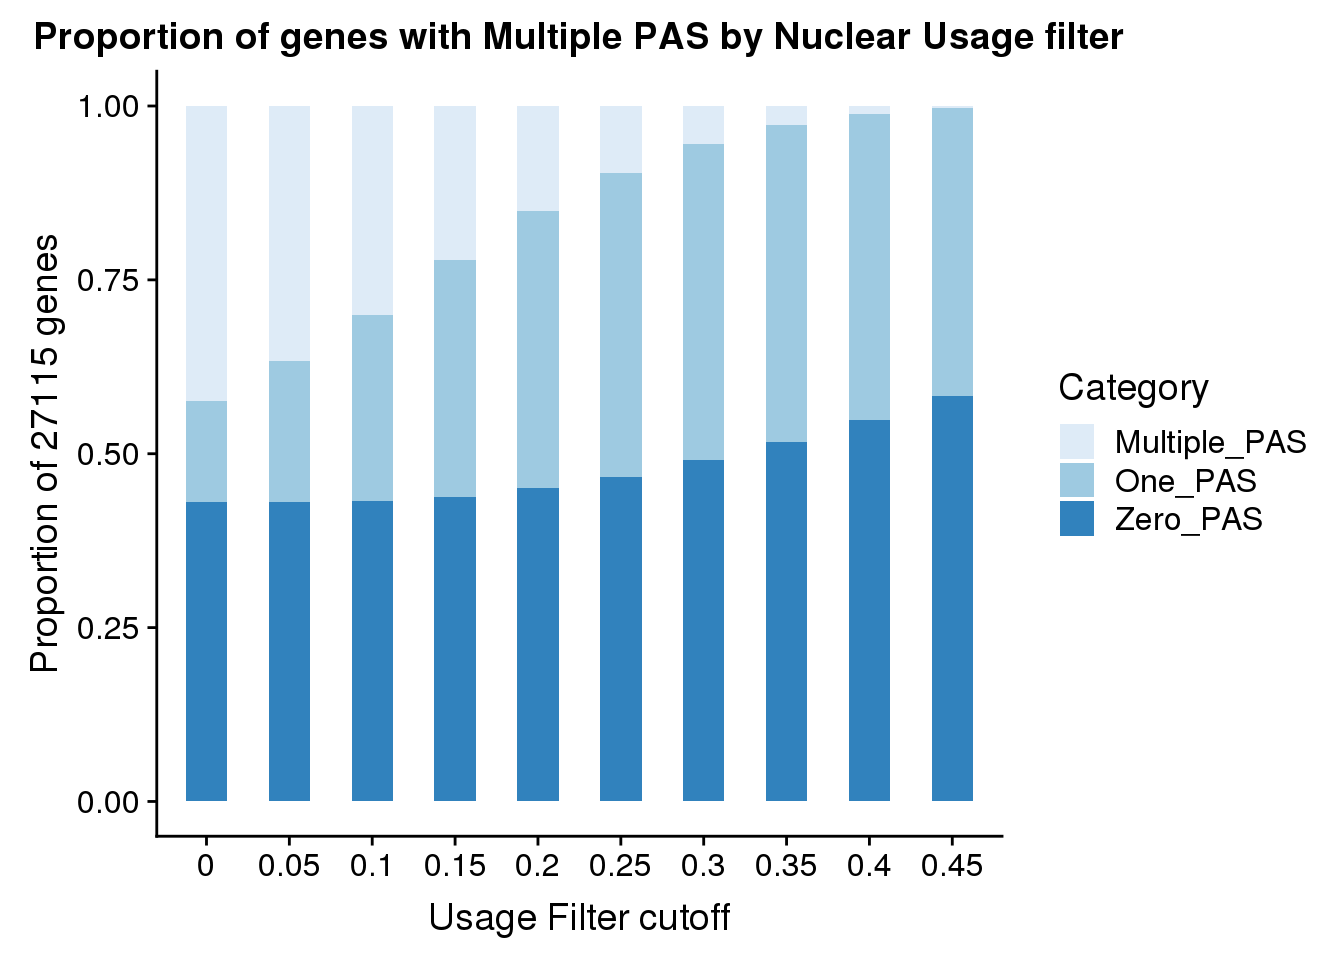 Proportion of genes with Multiple PAS by Nuclear Usage filter
Proportion of 27115 genes
1.00
0.75
0.50
0.25
0.00
0 0.05 0.1 0.15 0.2 0.25 0.3 0.35 0.4 0.45
Usage Filter cutoff
Category
Multiple_PAS
One_PAS
Zero_PAS